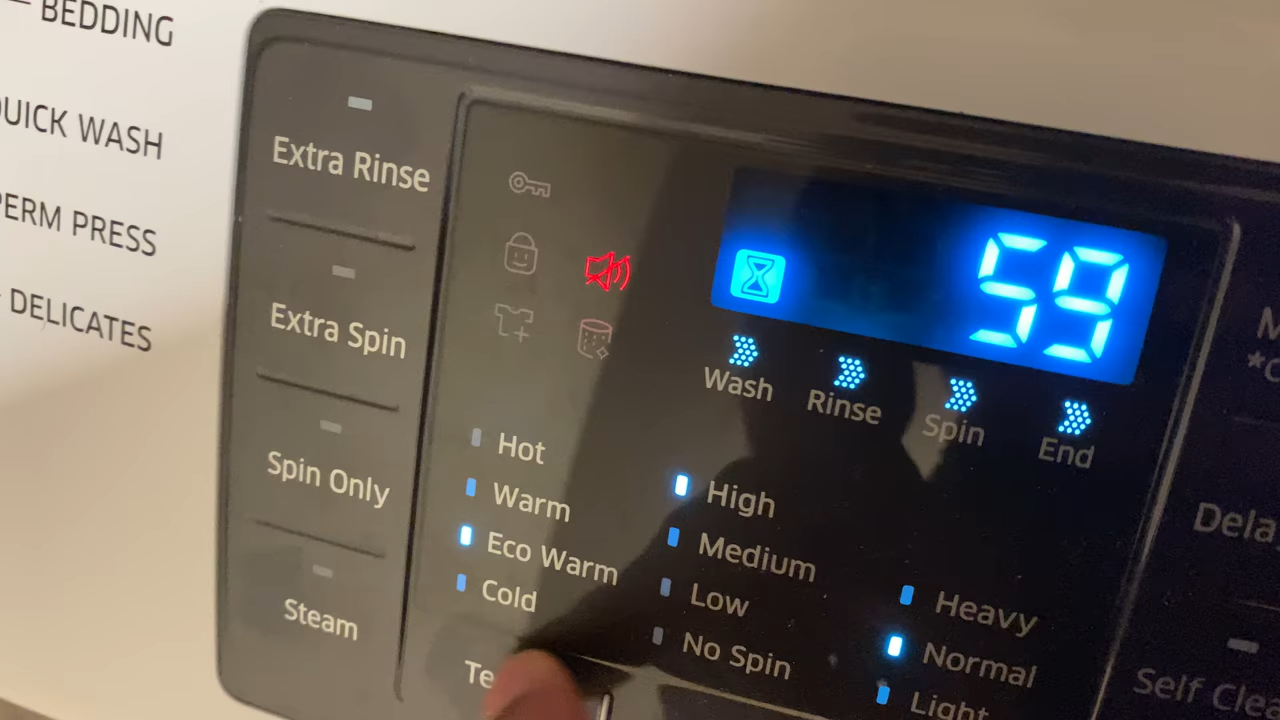 BEDDING
QUICK WASH
PERM PRESS
DELICATES
Extra Rinse
Extra Spin
Spin Only
Steam
59
Wash
Rinse
Spin
End
Hot
Warm
Eco Warm
Cold
High
Medium
Low
No Spin
Heavy
Normal
Light
Self